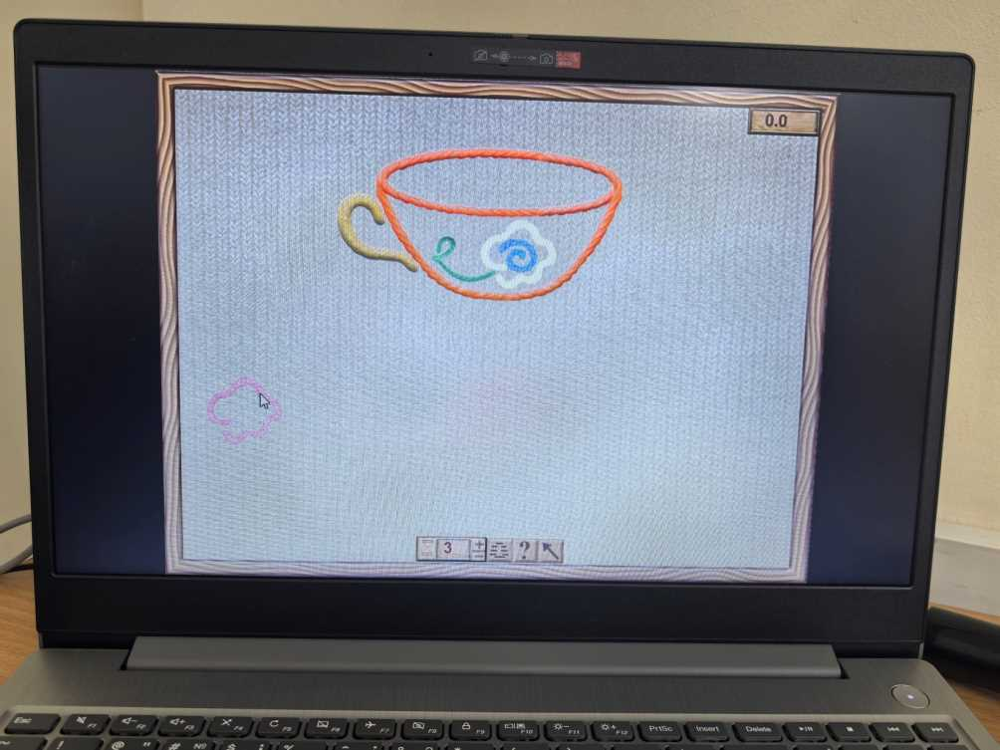 0.0
3
?
Esc F1 F2 F3 F4 F5 F6 F7 F8 F9 F10 F11 F12 PrtSc Insert Delete
! @ " # № $ ; % :